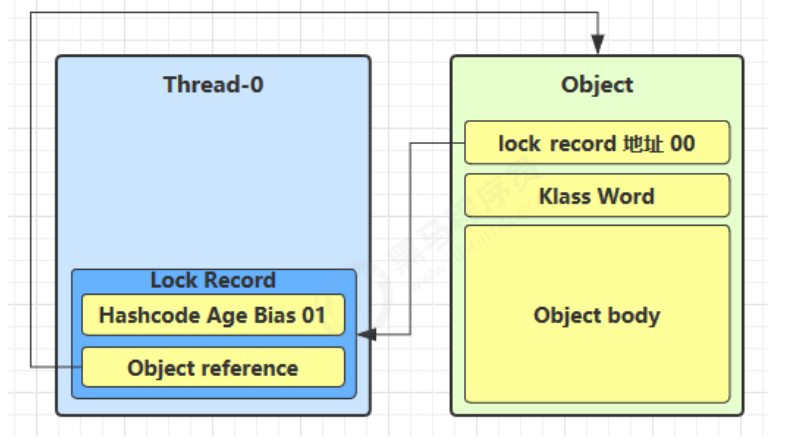 Thread-0
Lock Record
Hashcode Age Bias 01
Object reference
Object
lock record 地址 00
Klass Word
Object body
黑马程序员